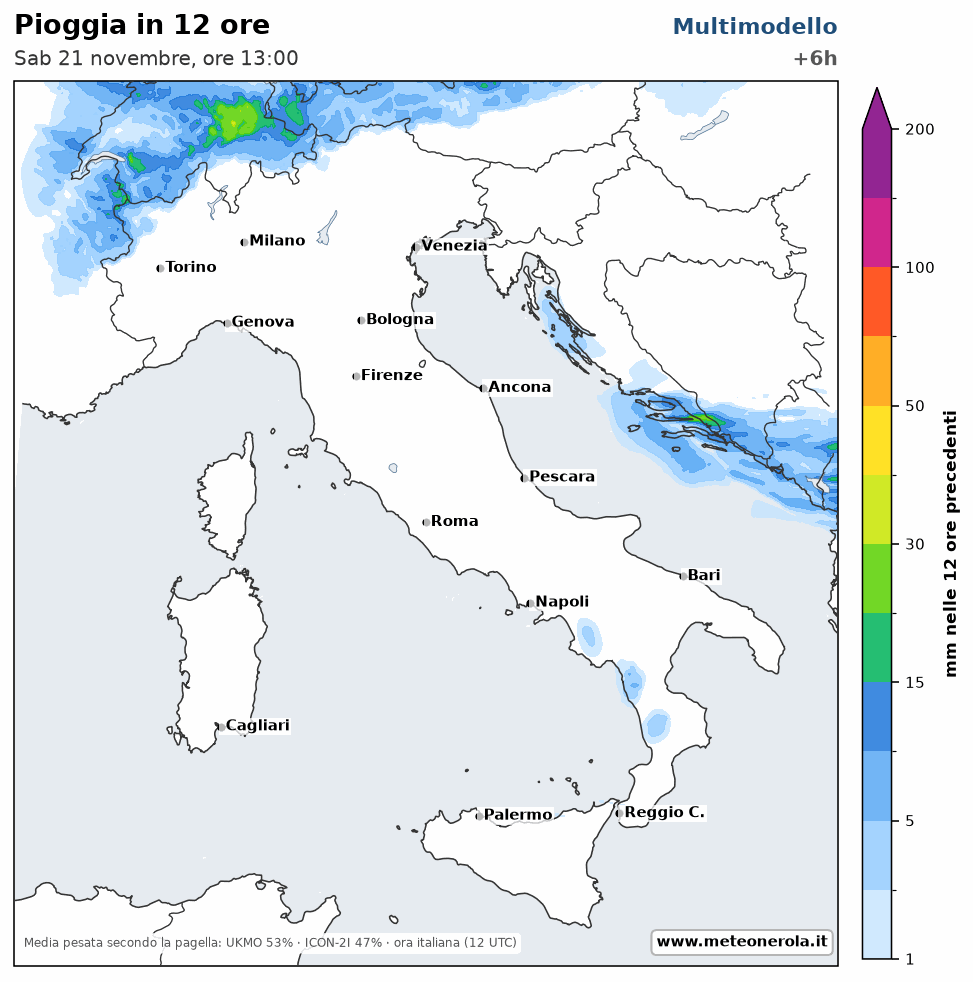 Pioggia in 12 ore
Multimodello
Sab 21 novembre, ore 13:00
+6h
200
Milano
Venezia
Torino
100
Genova
Bologna
Firenze
Ancona
50
Pescara
Roma
30
Bari
Napoli
15
Cagliari
Palermo
Reggio C.
5
1
mm nelle 12 ore precedenti
Media pesata secondo la pagella: UKMO 53% · ICON-2I 47% · ora italiana (12 UTC)
www.meteonerola.it